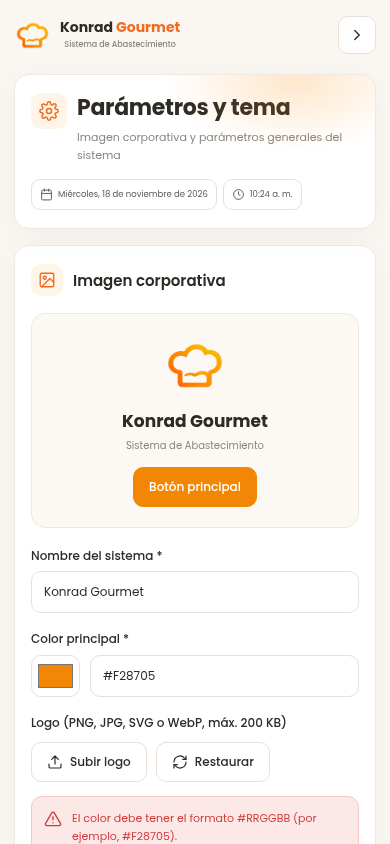 Konrad Gourmet
Sistema de Abastecimiento
Parámetros y tema
Imagen corporativa y parámetros generales del
sistema
Miércoles, 18 de noviembre de 2026
10:24 a. m.
Imagen corporativa
Konrad Gourmet
Sistema de Abastecimiento
Botón principal
Nombre del sistema *
Konrad Gourmet
Color principal *
#F28705
Logo (PNG, JPG, SVG o WebP, máx. 200 KB)
Subir logo
Restaurar
El color debe tener el formato #RRGGBB (por
ejemplo, #F28705).